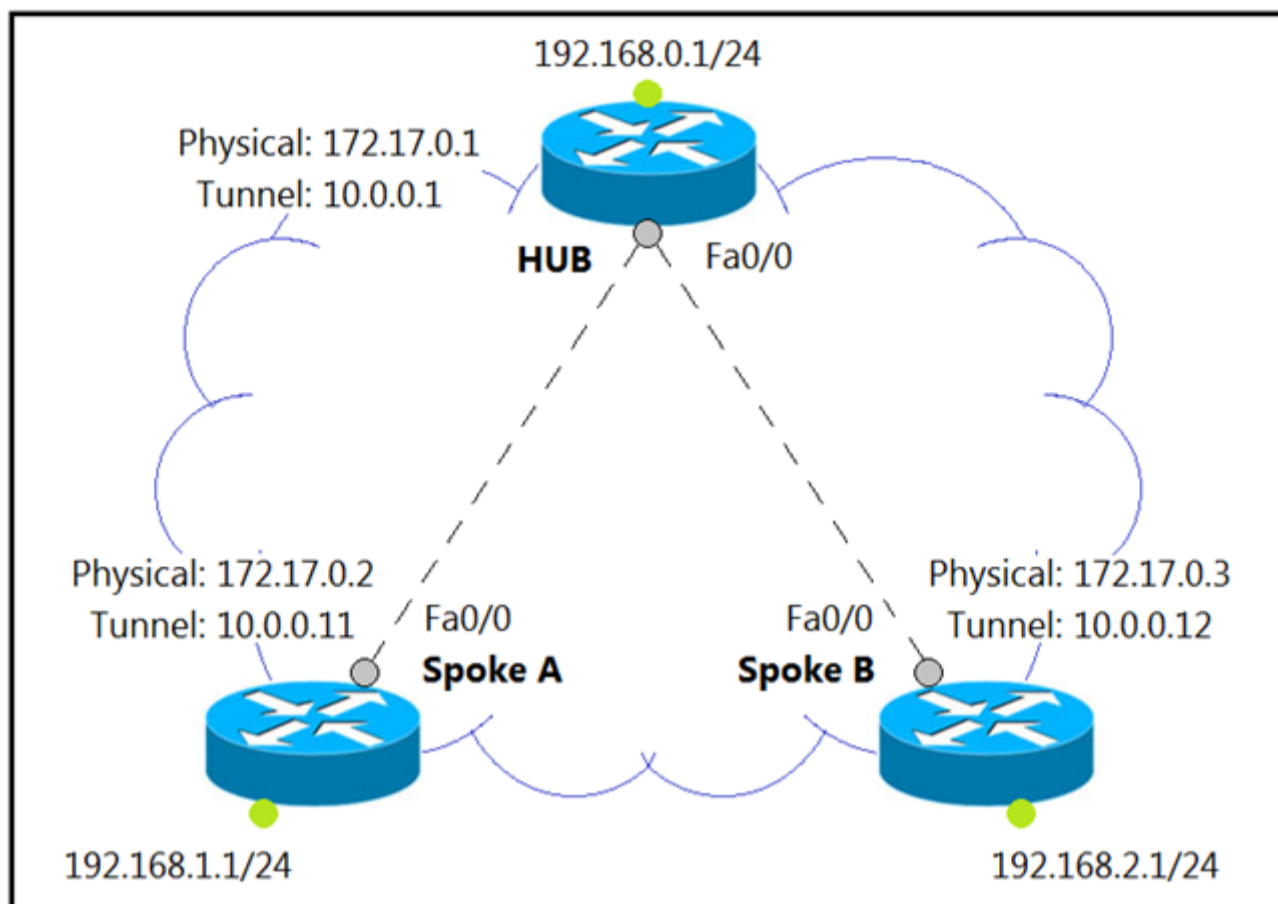 192.168.0.1/24
Physical: 172.17.0.1
Tunnel: 10.0.0.1
HUB
Fa0/0
Physical: 172.17.0.2
Tunnel: 10.0.0.11
Fa0/0
Spoke A
Physical: 172.17.0.3
Tunnel: 10.0.0.12
Fa0/0
Spoke B
192.168.1.1/24
192.168.2.1/24